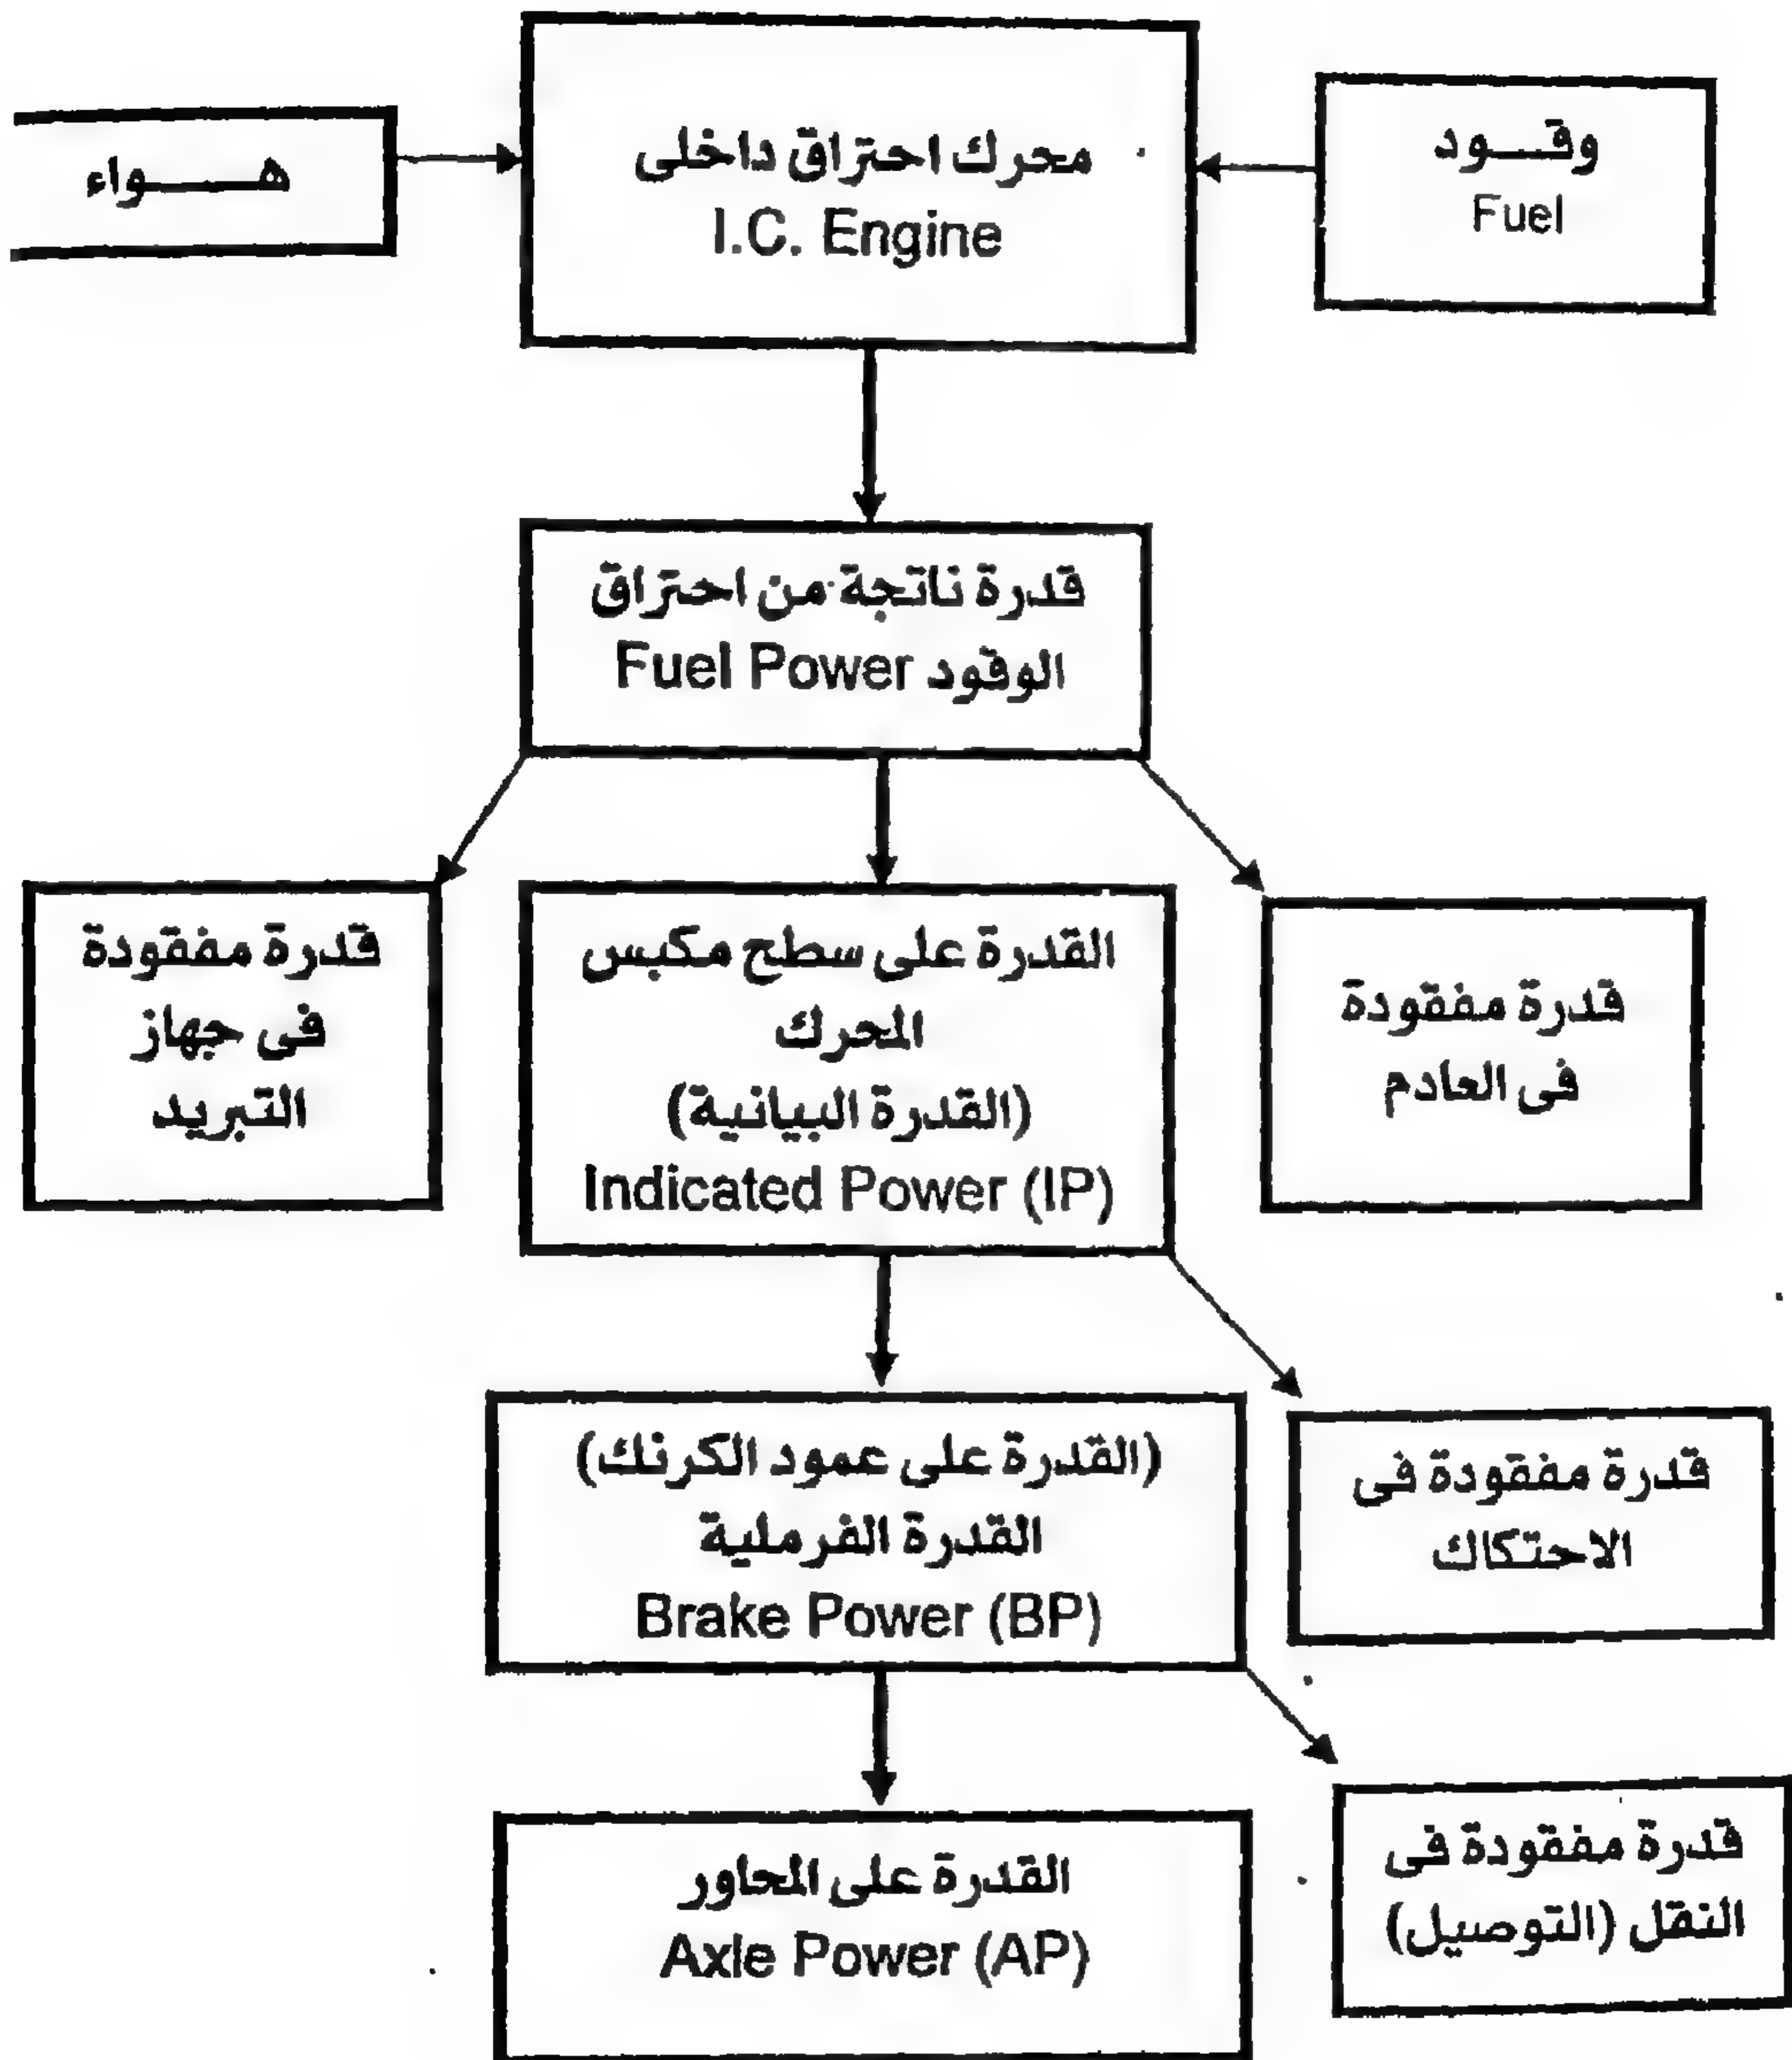 وقود
Fuel
محرك احتراق داخلى
I.C. Engine
هواء
قدرة ناتجة من احتراق
الوقود Fuel Power
قدرة مفقودة
فى العادم
القدرة على سطح مكبس
المحرك
(القدرة البيانية)
Indicated Power (IP)
قدرة مفقودة
فى جهاز
التبريد
قدرة مفقودة فى
الاحتكاك
(القدرة على عمود الكرنك)
القدرة الفرملية
Brake Power (BP)
قدرة مفقودة فى
النقل (التوصيل)
القدرة على المحاور
Axle Power (AP)